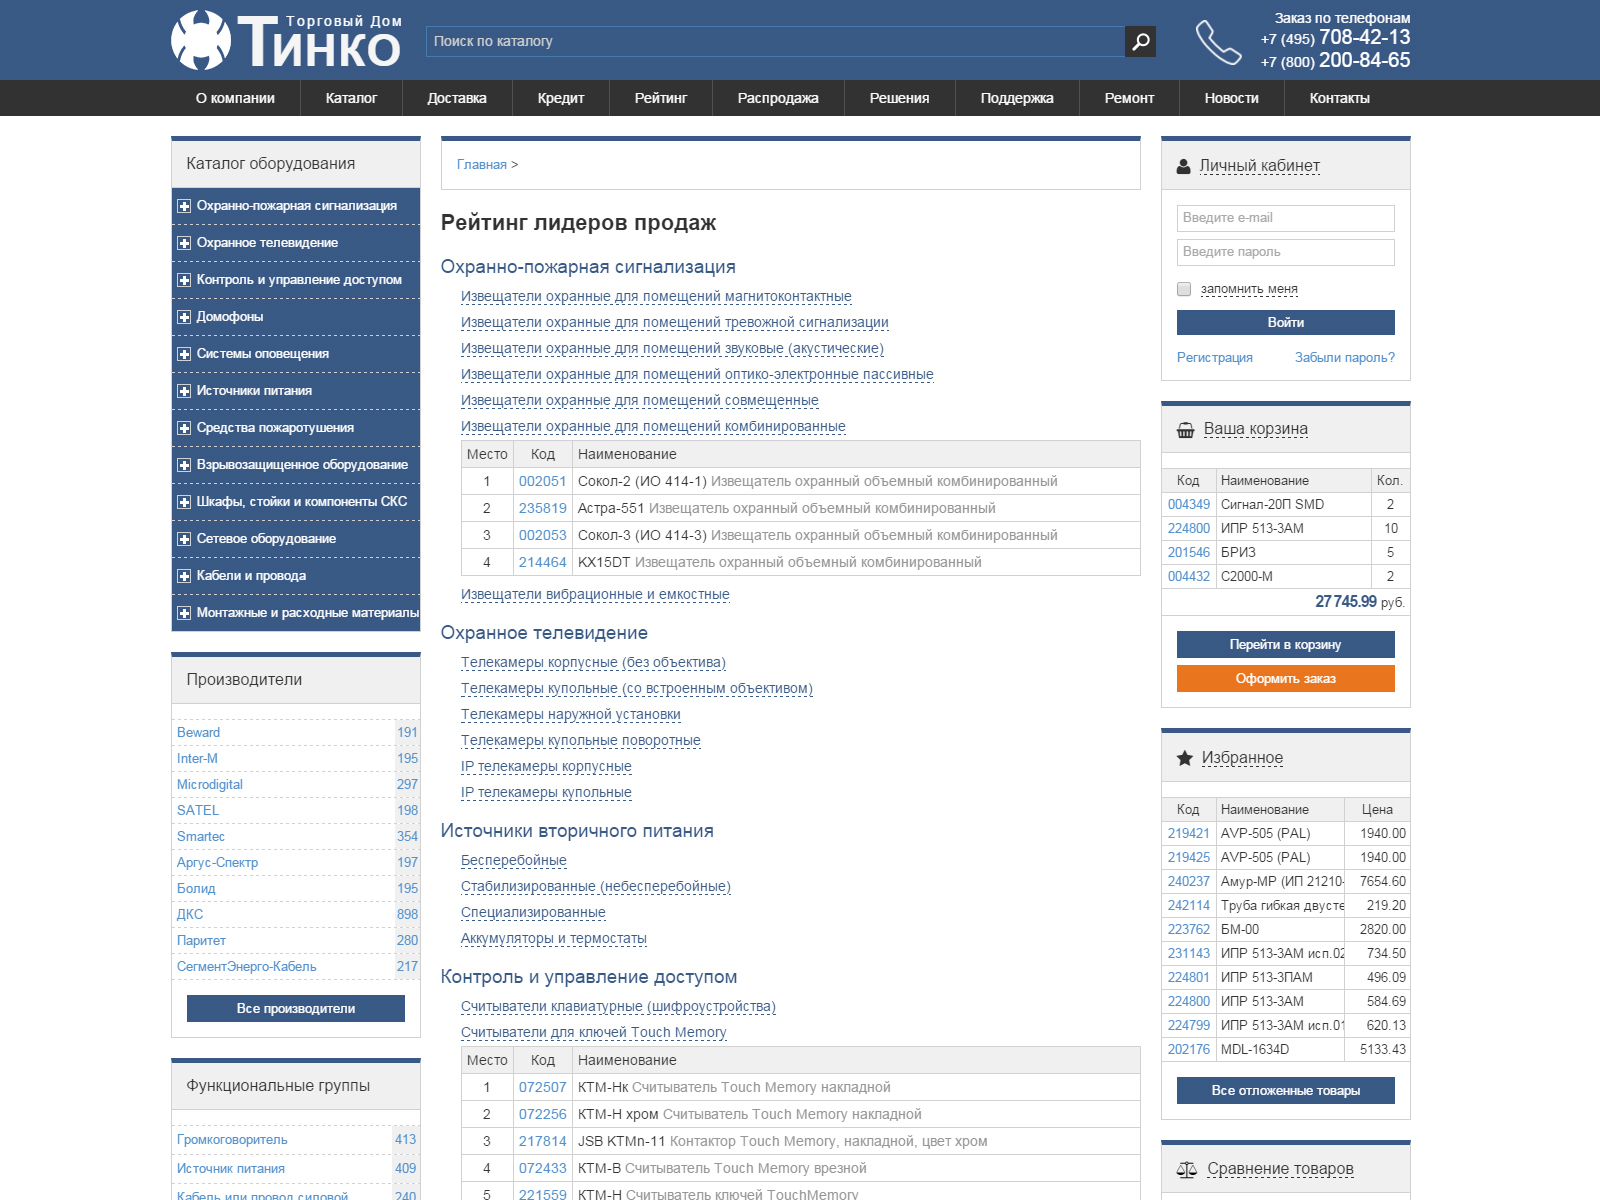 Торговый Дом
Тинко
Поиск по каталогу
Заказ по телефонам
+7 (495) 708-42-13
+7 (800) 200-84-65
О компании
Каталог
Доставка
Кредит
Рейтинг
Распродажа
Решения
Поддержка
Ремонт
Новости
Контакты
Каталог оборудования
Охранно-пожарная сигнализация
Охранное телевидение
Контроль и управление доступом
Домофоны
Системы оповещения
Источники питания
Средства пожаротушения
Взрывозащищенное оборудование
Шкафы, стойки и компоненты СКС
Сетевое оборудование
Кабели и провода
Монтажные и расходные материалы
Производители
Beward 191
Inter-M 195
Microdigital 297
SATEL 198
Smartec 354
Аргус-Спектр 197
Болид 195
ДКС 898
Паритет 280
СегментЭнерго-Кабель 217
Все производители
Функциональные группы
Громкоговоритель 413
Источник питания 409
Кабель или провод силовой 240
Главная >
Рейтинг лидеров продаж
Охранно-пожарная сигнализация
Извещатели охранные для помещений магнитоконтактные
Извещатели охранные для помещений тревожной сигнализации
Извещатели охранные для помещений звуковые (акустические)
Извещатели охранные для помещений оптико-электронные пассивные
Извещатели охранные для помещений совмещенные
Извещатели охранные для помещений комбинированные
Место Код Наименование
1 002051 Сокол-2 (ИО 414-1) Извещатель охранный объемный комбинированный
2 235819 Астра-551 Извещатель охранный объемный комбинированный
3 002053 Сокол-3 (ИО 414-3) Извещатель охранный объемный комбинированный
4 214464 KX15DT Извещатель охранный объемный комбинированный
Извещатели вибрационные и емкостные
Охранное телевидение
Телекамеры корпусные (без объектива)
Телекамеры купольные (со встроенным объективом)
Телекамеры наружной установки
Телекамеры купольные поворотные
IP телекамеры корпусные
IP телекамеры купольные
Источники вторичного питания
Бесперебойные
Стабилизированные (небесперебойные)
Специализированные
Аккумуляторы и термостаты
Контроль и управление доступом
Считыватели клавиатурные (шифроустройства)
Считыватели для ключей Touch Memory
Место Код Наименование
1 072507 КТМ-Нк Считыватель Touch Memory накладной
2 072256 КТМ-Н хром Считыватель Touch Memory накладной
3 217814 JSB KTMn-11 Контактор Touch Memory, накладной, цвет хром
4 072433 КТМ-В Считыватель Touch Memory врезной
5 221559 КТМ-Н Считыватель ключей TouchMemory
Личный кабинет
Введите e-mail
Введите пароль
запомнить меня
Войти
Регистрация Забыли пароль?
Ваша корзина
Код Наименование Кол.
004349 Сигнал-20П SMD 2
224800 ИПР 513-3АМ 10
201546 БРИЗ 5
004432 С2000-М 2
27 745.99 руб.
Перейти в корзину
Оформить заказ
Избранное
Код Наименование Цена
219421 AVP-505 (PAL) 1940.00
219425 AVP-505 (PAL) 1940.00
240237 Амур-МР (ИП 21210- 7654.60
242114 Труба гибкая двусте 219.20
223762 БМ-00 2820.00
231143 ИПР 513-3АМ исп.02 734.50
224801 ИПР 513-3ПАМ 496.09
224800 ИПР 513-3АМ 584.69
224799 ИПР 513-3АМ исп.01 620.13
202176 MDL-1634D 5133.43
Все отложенные товары
Сравнение товаров